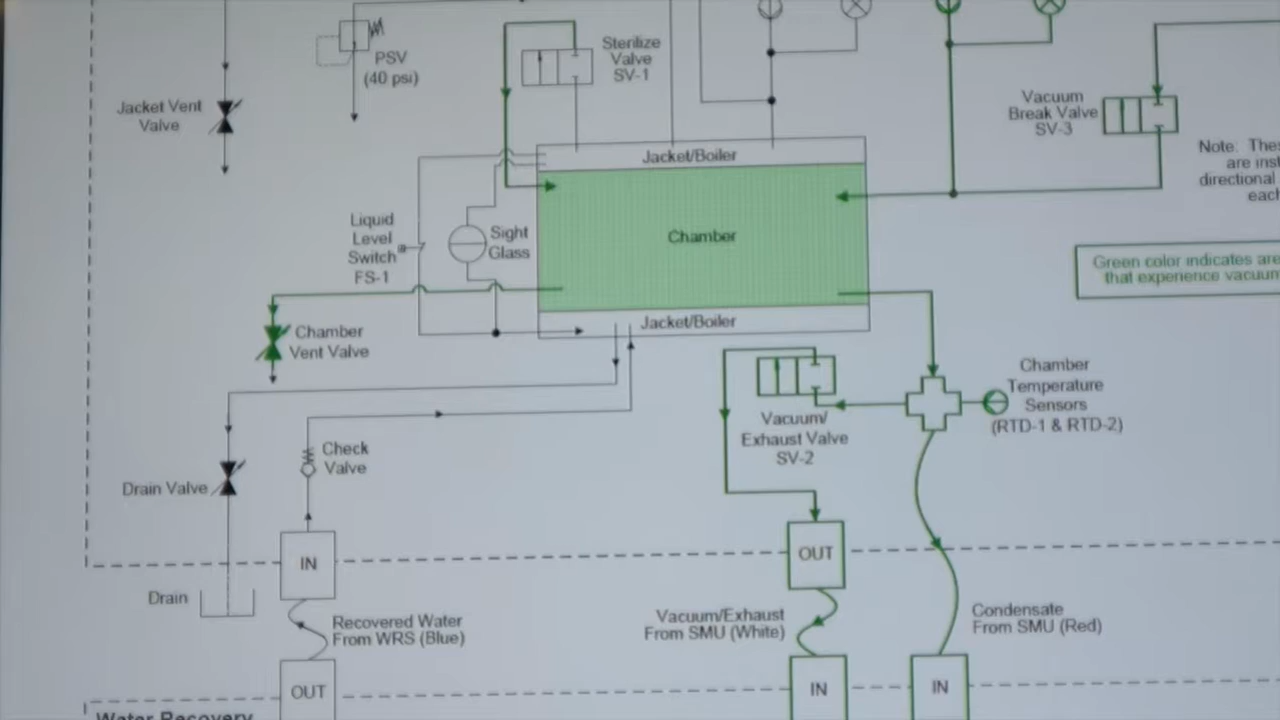 PSV
(40 psi)
Sterilize
Valve
SV-1
Jacket Vent
Valve
Vacuum
Break Valve
SV-3
Note:
are
directional
each
Jacket/Boiler
Liquid
Level
Switch
FS-1
Sight
Glass
Chamber
Green color indicates
that experience vacuum
Jacket/Boiler
Chamber
Vent Valve
Chamber
Temperature
Sensors
(RTD-1 & RTD-2)
Vacuum/
Exhaust Valve
SV-2
Check
Valve
Drain Valve
IN
OUT
Drain
Recovered Water
From WRS (Blue)
Vacuum/Exhaust
From SMU (White)
Condensate
From SMU (Red)
OUT
IN
IN
Water Recovery